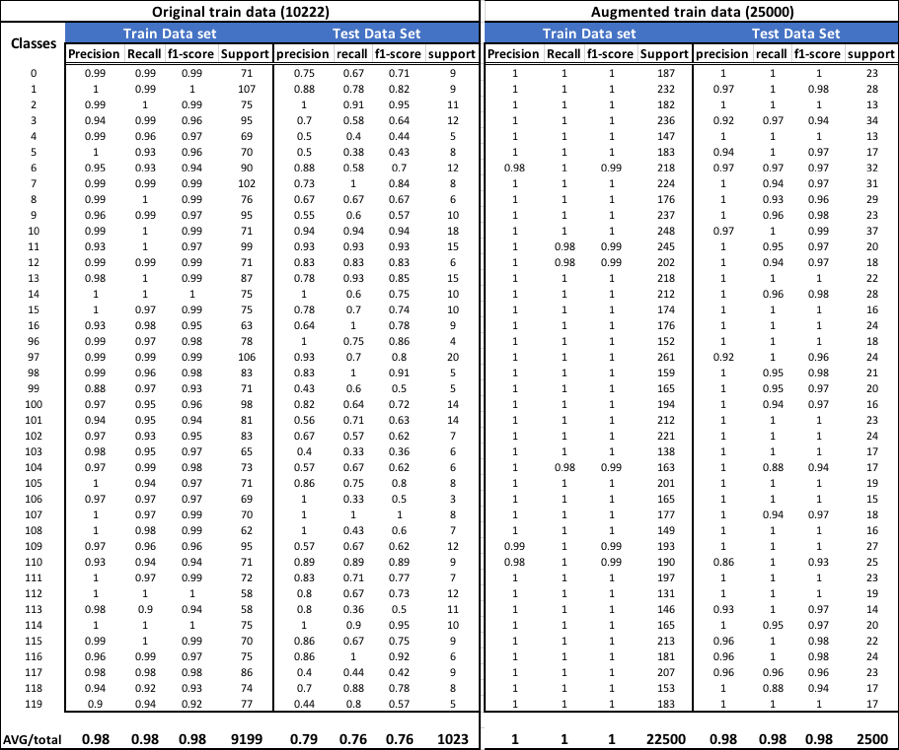 Original train data (10222) Augmented train data (25000)
Classes Train Data set Test Data Set Train Data set Test Data Set
Precision Recall f1-score Support precision recall f1-score support Precision Recall f1-score Support precision recall f1-score support
0 0.99 0.99 0.99 71 0.75 0.67 0.71 9 1 1 1 187 1 1 1 23
1 1 0.99 1 107 0.88 0.78 0.82 9 1 1 1 232 0.97 1 0.98 28
2 0.99 1 0.99 75 1 0.91 0.95 11 1 1 1 182 1 1 1 13
3 0.94 0.99 0.96 95 0.7 0.58 0.64 12 1 1 1 236 0.92 0.97 0.94 34
4 0.99 0.96 0.97 69 0.5 0.4 0.44 5 1 1 1 147 1 1 1 13
5 1 0.93 0.96 70 0.5 0.38 0.43 8 1 1 1 183 0.94 1 0.97 17
6 0.95 0.93 0.94 90 0.88 0.58 0.7 12 0.98 1 0.99 218 0.97 0.97 0.97 32
7 0.99 0.99 0.99 102 0.73 1 0.84 8 1 1 1 224 1 0.94 0.97 31
8 0.99 1 0.99 76 0.67 0.67 0.67 6 1 1 1 176 1 0.93 0.96 29
9 0.96 0.99 0.97 95 0.55 0.6 0.57 10 1 1 1 237 1 0.96 0.98 23
10 1 0.99 1 71 0.94 0.94 0.94 18 1 1 1 248 0.97 1 0.99 37
11 0.93 1 0.97 99 0.93 0.93 0.93 15 1 0.98 0.99 245 1 0.95 0.97 20
12 0.99 0.99 0.99 71 0.83 0.83 0.83 6 1 0.98 0.99 202 1 0.94 0.97 18
13 0.98 1 0.99 87 0.78 0.93 0.85 15 1 1 1 218 1 1 1 22
14 1 1 1 75 1 0.6 0.75 10 1 1 1 212 1 0.96 0.98 28
15 1 0.97 0.99 75 0.78 0.7 0.74 10 1 1 1 174 1 1 1 16
16 0.93 0.98 0.95 63 0.64 1 0.78 9 1 1 1 176 1 1 1 24
96 0.99 0.97 0.98 78 1 0.75 0.86 4 1 1 1 152 1 1 1 18
97 0.99 0.99 0.99 106 0.93 0.7 0.8 20 1 1 1 261 0.92 1 0.96 24
98 0.99 0.96 0.98 83 0.83 1 0.91 5 1 1 1 159 1 0.95 0.98 21
99 0.88 0.97 0.93 71 0.43 0.6 0.5 5 1 1 1 165 1 0.95 0.97 20
100 0.97 0.95 0.96 98 0.82 0.64 0.72 14 1 1 1 194 1 0.94 0.97 16
101 0.94 0.95 0.94 81 0.56 0.71 0.63 14 1 1 1 212 1 1 1 23
102 0.97 0.93 0.95 83 0.67 0.57 0.62 7 1 1 1 221 1 1 1 24
103 0.98 0.95 0.97 65 0.4 0.33 0.36 6 1 1 1 138 1 1 1 17
104 0.97 0.99 0.98 73 0.57 0.67 0.62 6 1 0.98 0.99 163 1 0.88 0.94 17
105 1 0.94 0.97 71 0.86 0.75 0.8 8 1 1 1 201 1 1 1 19
106 0.97 0.97 0.97 69 1 0.33 0.5 3 1 1 1 165 1 1 1 15
107 1 0.97 0.99 70 1 1 1 8 1 1 1 177 1 0.94 0.97 18
108 1 0.98 0.99 62 1 0.43 0.6 7 1 1 1 149 1 1 1 16
109 0.97 0.96 0.96 95 0.57 0.67 0.62 12 0.99 1 0.99 193 1 1 1 27
110 0.93 0.94 0.94 71 0.89 0.89 0.89 9 0.98 1 0.99 190 0.86 1 0.93 25
111 1 0.97 0.99 72 0.83 0.71 0.77 7 1 1 1 197 1 1 1 23
112 1 1 1 58 0.8 0.67 0.73 12 1 1 1 131 1 1 1 19
113 0.98 0.9 0.94 58 0.8 0.36 0.5 11 1 1 1 146 0.93 1 0.97 14
114 1 1 1 75 1 0.9 0.95 10 1 1 1 165 1 0.95 0.97 20
115 0.99 1 0.99 70 0.86 0.67 0.75 9 1 1 1 213 0.96 1 0.98 22
116 0.96 0.99 0.97 75 0.86 1 0.92 6 1 1 1 181 0.96 1 0.98 24
117 0.98 0.98 0.98 86 0.4 0.44 0.42 9 1 1 1 207 0.96 0.96 0.96 23
118 0.94 0.92 0.93 74 0.7 0.88 0.78 8 1 1 1 153 1 0.88 0.94 17
119 0.9 0.94 0.92 77 0.44 0.8 0.57 5 1 1 1 183 1 1 1 17
AVG/total 0.98 0.98 0.98 9199 0.79 0.76 0.76 1023 1 1 1 22500 0.98 0.98 0.98 2500